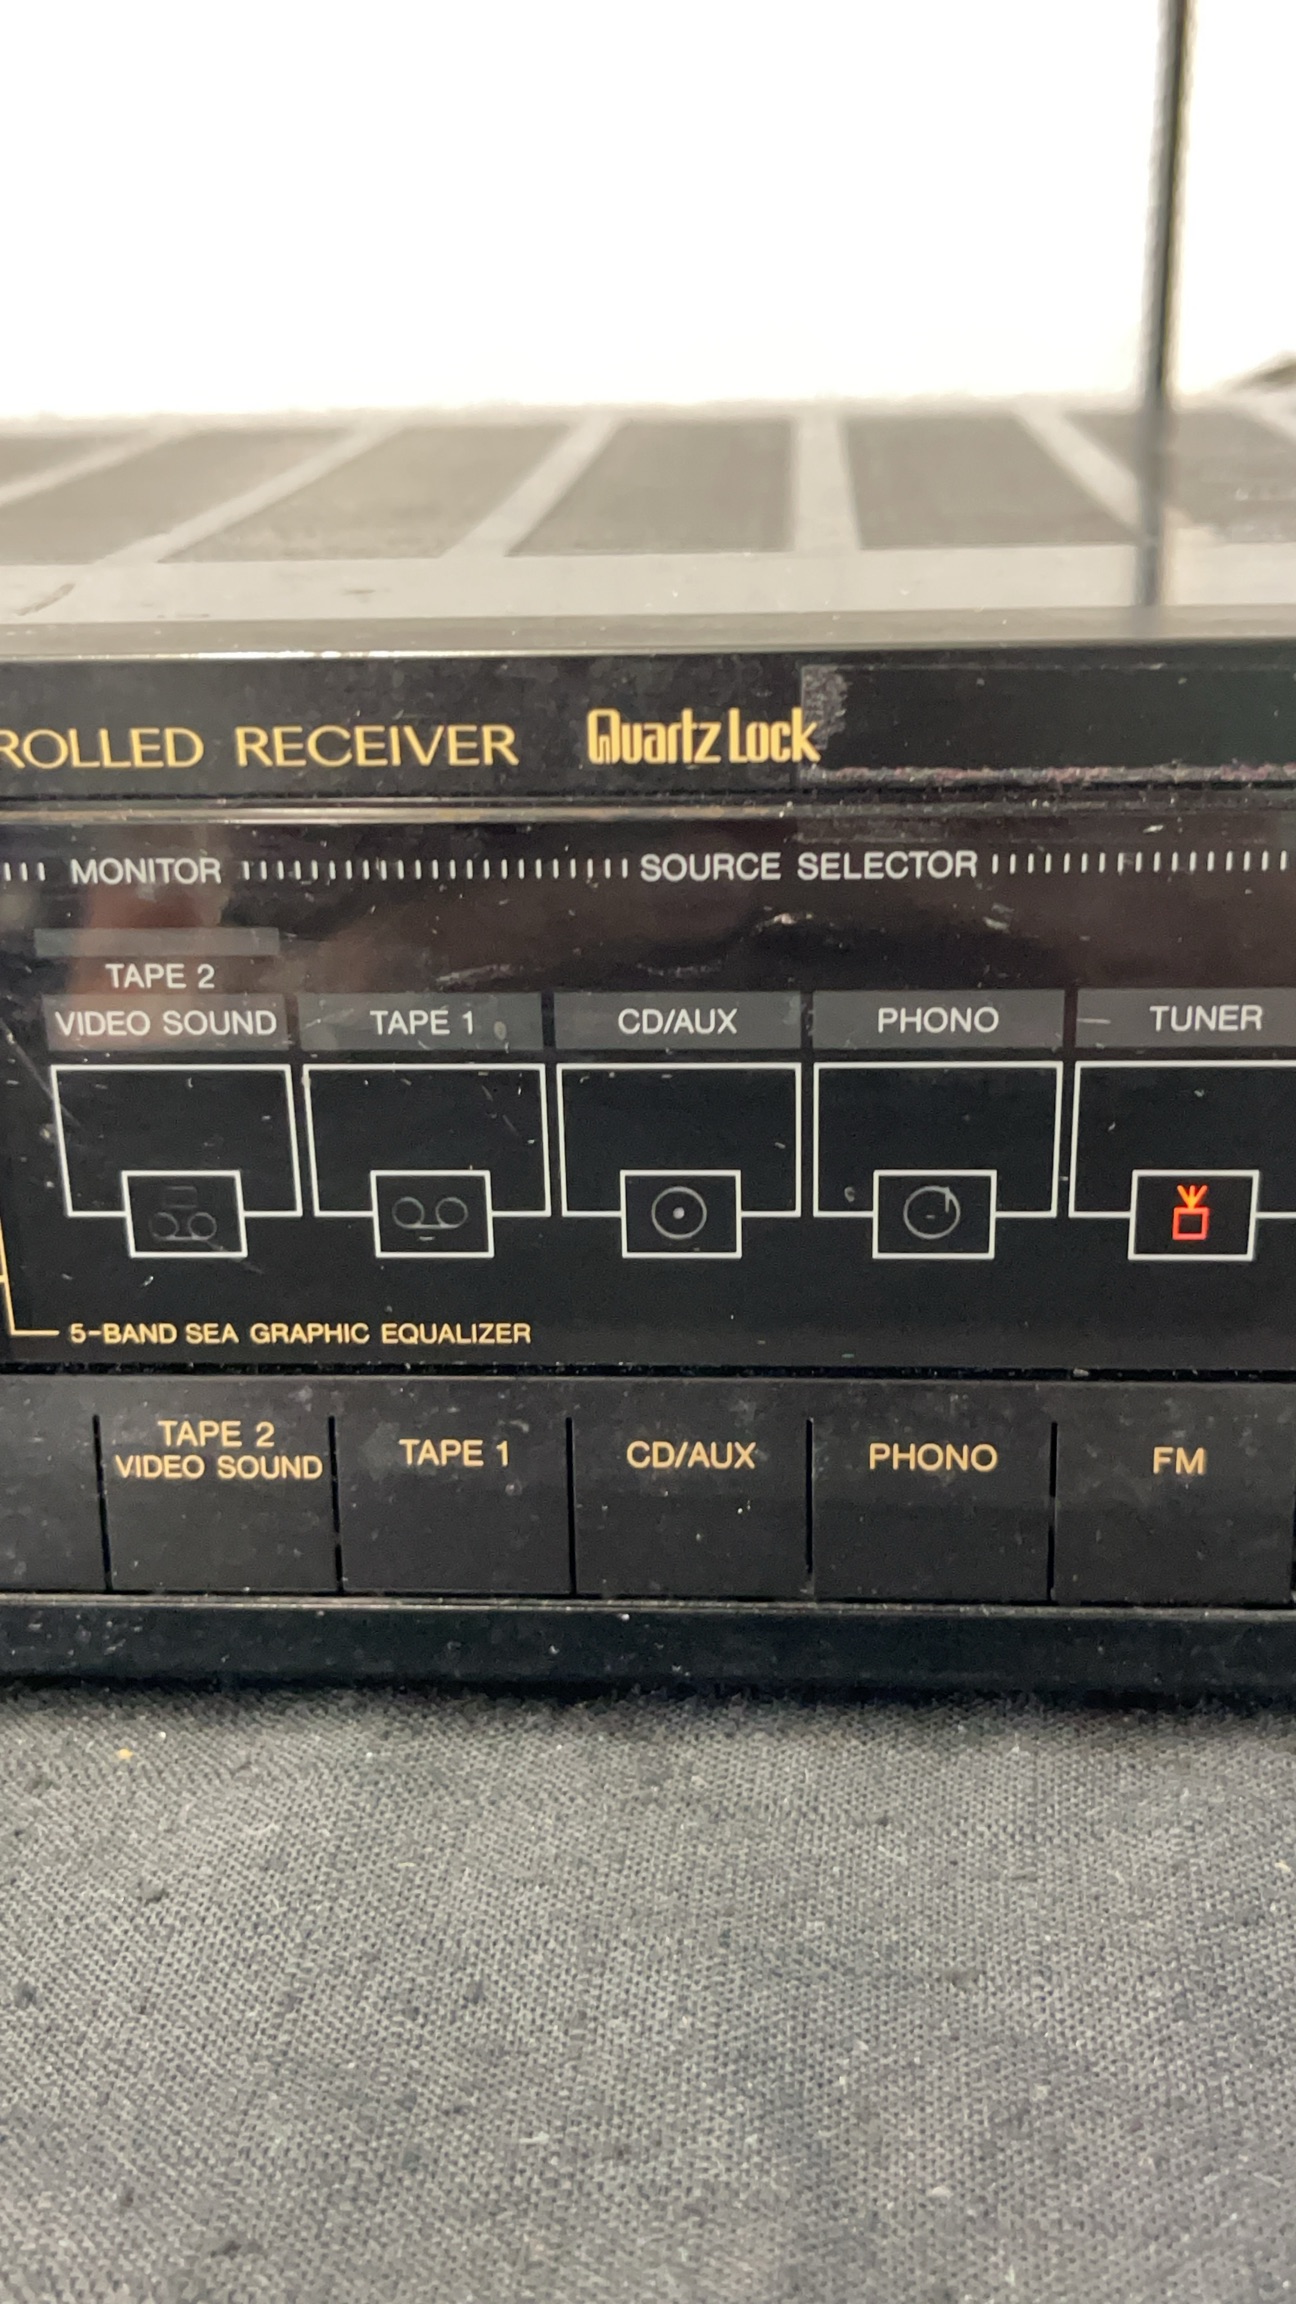 ROLLED RECEIVER Quartz Lock
MONITOR SOURCE SELECTOR
TAPE 2
VIDEO SOUND TAPE 1 CD/AUX PHONO TUNER
5-BAND SEA GRAPHIC EQUALIZER
TAPE 2
VIDEO SOUND TAPE 1 CD/AUX PHONO FM